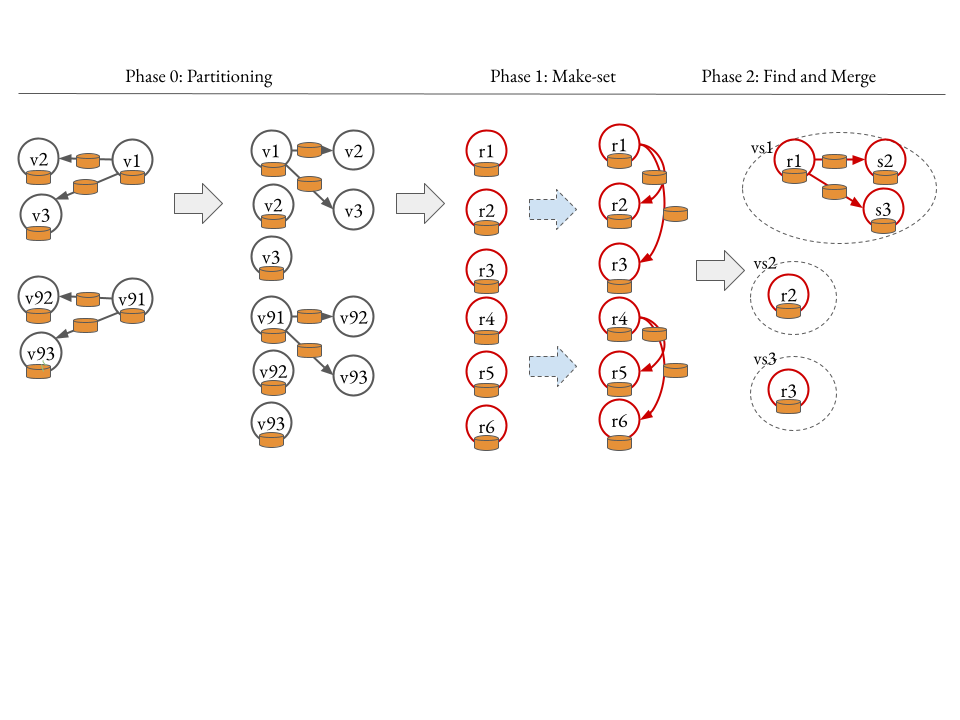 Phase 0: Partitioning
Phase 1: Make-set
Phase 2: Find and Merge
v2
v1
v3
v92
v91
v93
v1
v2
v2
v3
v3
v91
v92
v92
v93
v93
r1
r2
r3
r4
r5
r6
r1
r2
r3
r4
r5
r6
vs1
r1
s2
s3
vs2
r2
vs3
r3